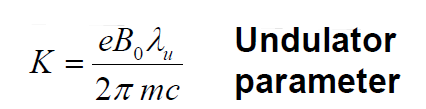 K = eB₀λᵤ / 2π mc
Undulator
parameter